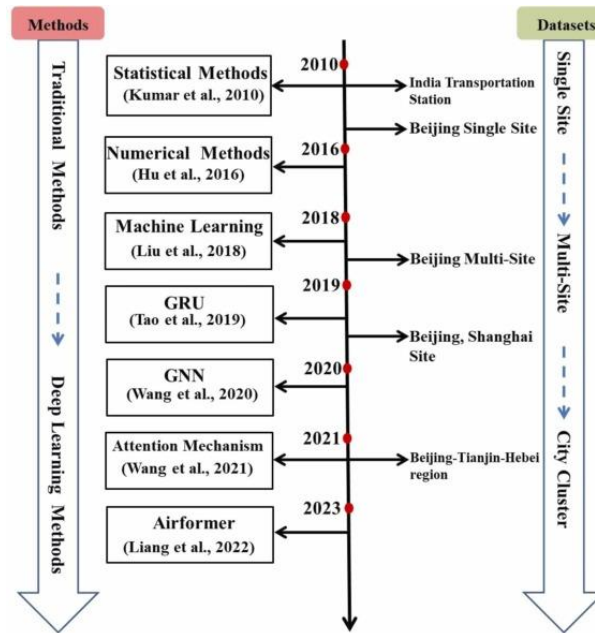 Methods
Datasets
Traditional Methods
Deep Learning Methods
2010
Statistical Methods
(Kumar et al., 2010)
India Transportation
Station
Beijing Single Site
2016
Numerical Methods
(Hu et al., 2016)
2018
Machine Learning
(Liu et al., 2018)
Beijing Multi-Site
2019
GRU
(Tao et al., 2019)
Beijing, Shanghai
Site
2020
GNN
(Wang et al., 2020)
2021
Attention Mechanism
(Wang et al., 2021)
Beijing-Tianjin-Hebei
region
2023
Airformer
(Liang et al., 2022)
Single Site
Multi-Site
City Cluster